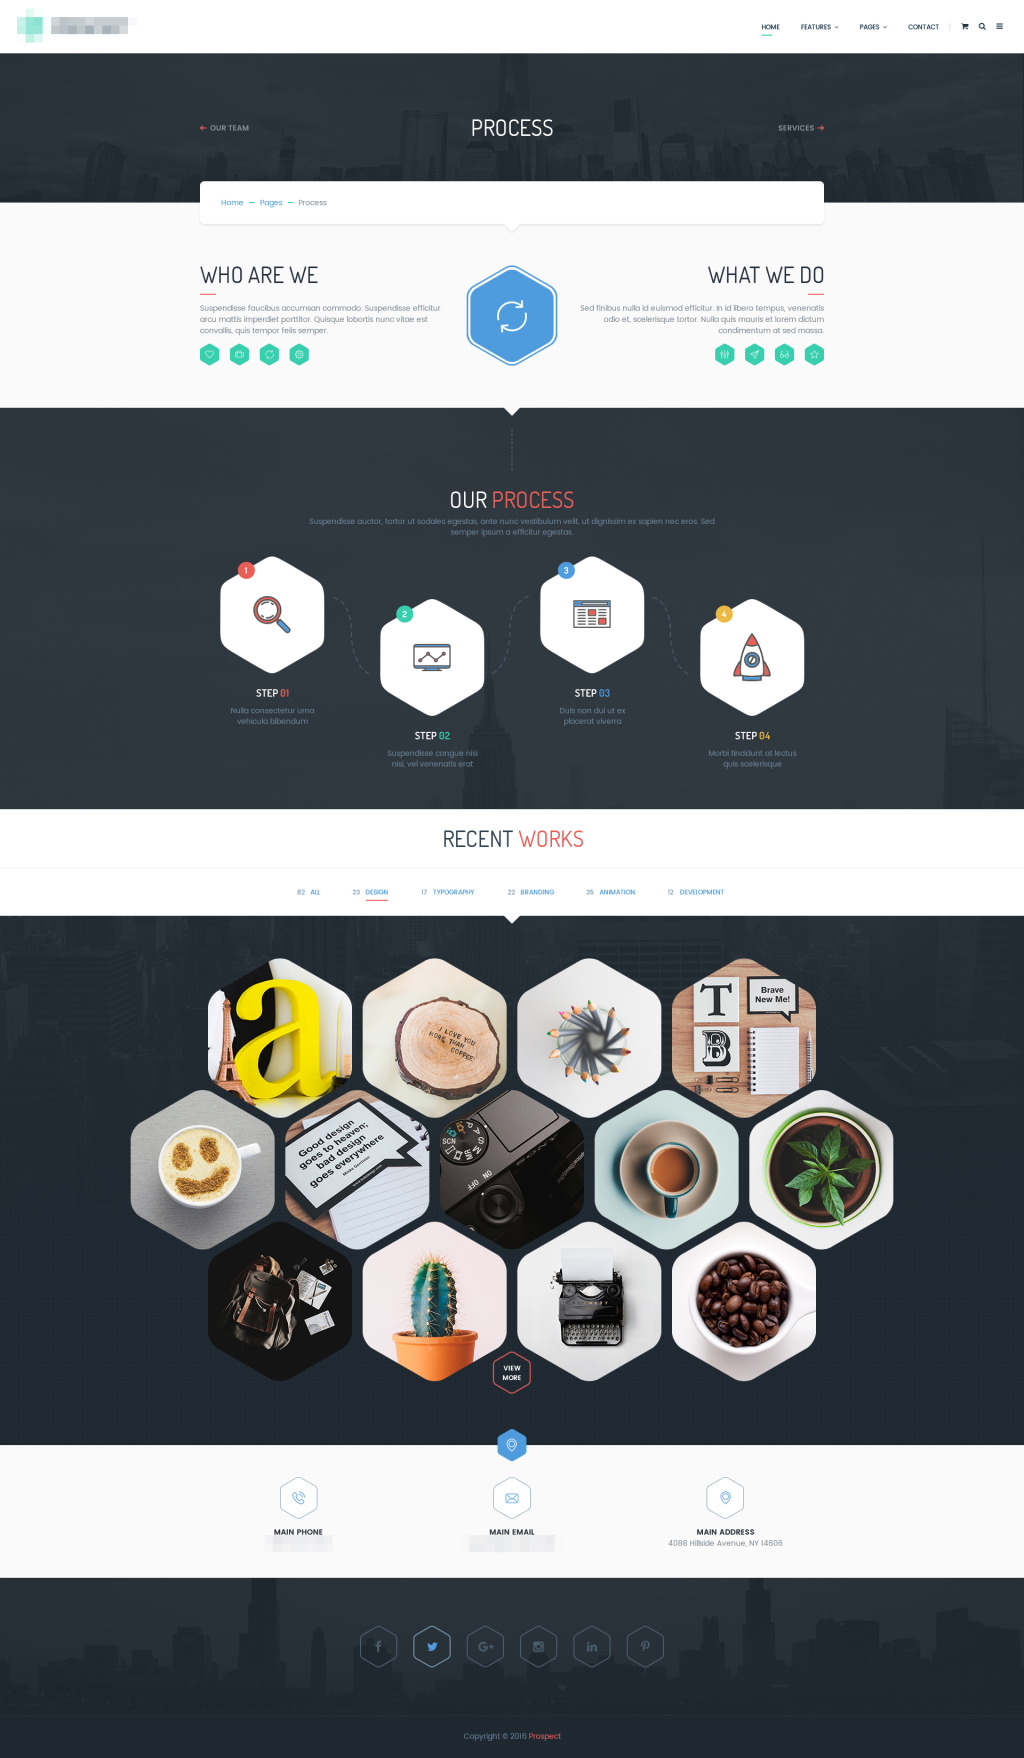 HOME FEATURES PAGES CONTACT
OUR TEAM
PROCESS
SERVICES
Home Pages Process
WHO ARE WE
Suspendisse faucibus accumsan commodo. Suspendisse efficitur
arcu mattis imperdiet porttitor. Quisque lobortis nunc vitae est
convallis, quis tempor felis semper.
WHAT WE DO
Sed finibus nulla id euismod efficitur. In id libero tempus, venenatis
odio et, scelerisque tortor. Nulla quis mauris et lorem dictum
condimentum at sed massa.
OUR PROCESS
Suspendisse auctor, tortor ut sodales egestas, ante nunc vestibulum velit, ut dignissim ex sapien nec eros. Sed
semper ipsum a efficitur egestas.
1
STEP 01
Nulla consectetur urna
vehicula bibendum
2
STEP 02
Suspendisse congue nisi
nisi, vel venenatis erat
3
STEP 03
Duis non dui ut ex
placerat viverra
4
STEP 04
Morbi tincidunt at lectus
quis scelerisque
RECENT WORKS
82 ALL 23 DESIGN 17 TYPOGRAPHY 22 BRANDING 35 ANIMATION 12 DEVELOPMENT
a
I LOVE YOU
MORE THAN
COFFEE
T
B
Brave
New Me!
Good design
goes to heaven;
bad design
goes everywhere
SCN
P
A
S
M
ON
OFF
VIEW
MORE
MAIN PHONE
MAIN EMAIL
MAIN ADDRESS
4088 Hillside Avenue, NY 14606
Copyright © 2016 Prospect